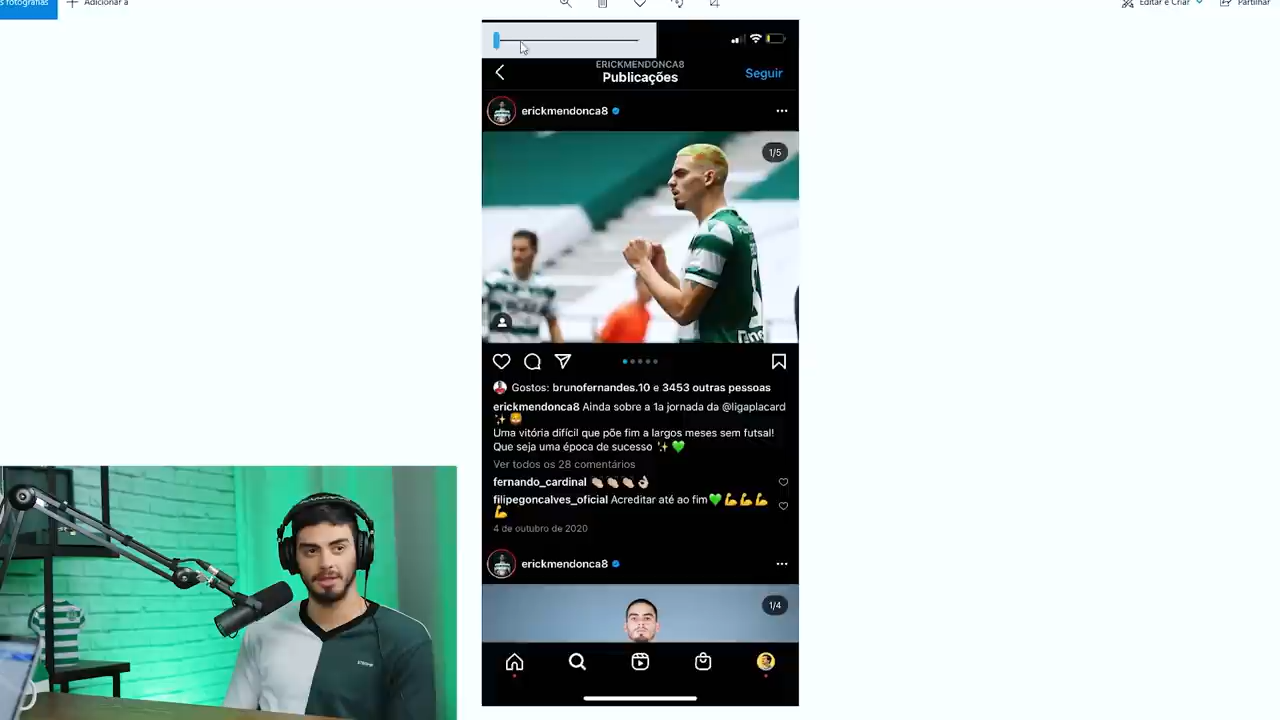 s fotografias
Adicionar a
Editar e Criar
Partilhar
ERICKMENDONCA8
Publicações
Seguir
erickmendonca8
1/5
Gostos: brunofernandes.10 e 3453 outras pessoas
erickmendonca8 Ainda sobre a 1a jornada da @ligaplacard
✨🦁
Uma vitória difícil que põe fim a largos meses sem futsal!
Que seja uma época de sucesso ✨💚
Ver todos os 28 comentários
fernando_cardinal 👏🏼👏🏼👏🏼👌🏼
filipegoncalves_oficial Acreditar até ao fim💚💪💪💪
💪
4 de outubro de 2020
erickmendonca8
1/4